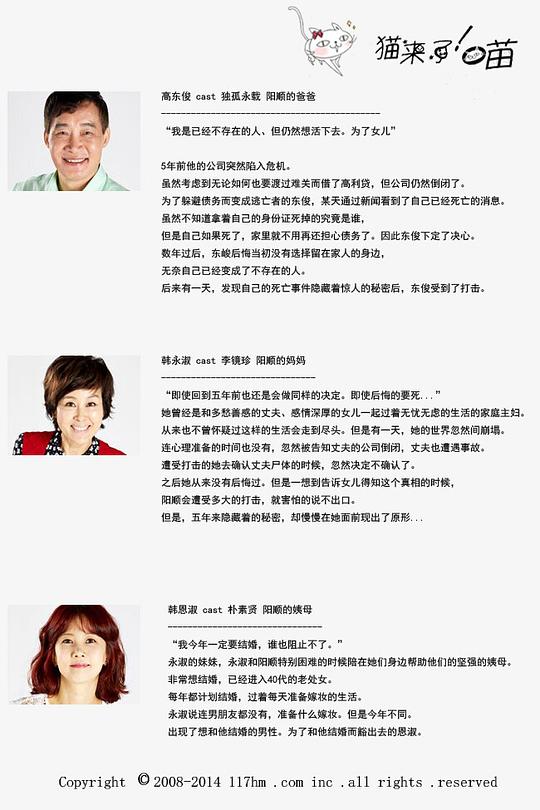 猫来了!喵
高东俊 cast 独孤永载 阳顺的爸爸
---------------------------------------------
“我是已经不存在的人、但仍然想活下去。为了女儿”
5年前他的公司突然陷入危机。
虽然考虑到无论如何也要渡过难关而借了高利贷，但公司仍然倒闭了。
为了躲避债务而变成逃亡者的东俊，某天通过新闻看到了自己已经死亡的消息。
虽然不知道拿着自己的身份证死掉的究竟是谁，
但是自己如果死了，家里就不用再还担心债务了。因此东俊下定了决心。
数年过后，东峻后悔当初没有选择留在家人的身边，
无奈自己已经变成了不存在的人。
后来有一天，发现自己的死亡事件隐藏着惊人的秘密后，东俊受到了打击。
韩永淑 cast 李镜珍 阳顺的妈妈
--------------------------------
“即使回到五年前也还是会做同样的决定。即使后悔的要死...”
她曾经是和多愁善感的丈夫、感情深厚的女儿一起过着无忧无虑的生活的家庭主妇。
从来也不曾怀疑过这样的生活会走到尽头。但是有一天，她的世界忽然间崩塌。
连心理准备的时间也没有，忽然被告知丈夫的公司倒闭，丈夫也遭遇事故。
遭受打击的她去确认丈夫尸体的时候，忽然决定不确认了。
之后她从来没有后悔过。但是一想到告诉女儿得知这个真相的时候，
阳顺会遭受多大的打击，就害怕的说不出口。
但是，五年来隐藏着的秘密，却慢慢在她面前现出了原形...
韩恩淑 cast 朴素贤 阳顺的姨母
--------------------------------
“我今年一定要结婚，谁也阻止不了。”
永淑的妹妹，永淑和阳顺特别困难的时候陪在她们身边帮助他们的坚强的姨母。
非常想结婚，已经进入40代的老处女。
每年都计划结婚，过着每天准备嫁妆的生活。
永淑说连男朋友都没有，准备什么嫁妆。但是今年不同。
出现了想和他结婚的男性。为了和他结婚而豁出去的恩淑。
Copyright © 2008-2014 117hm .com inc .all rights .reserved